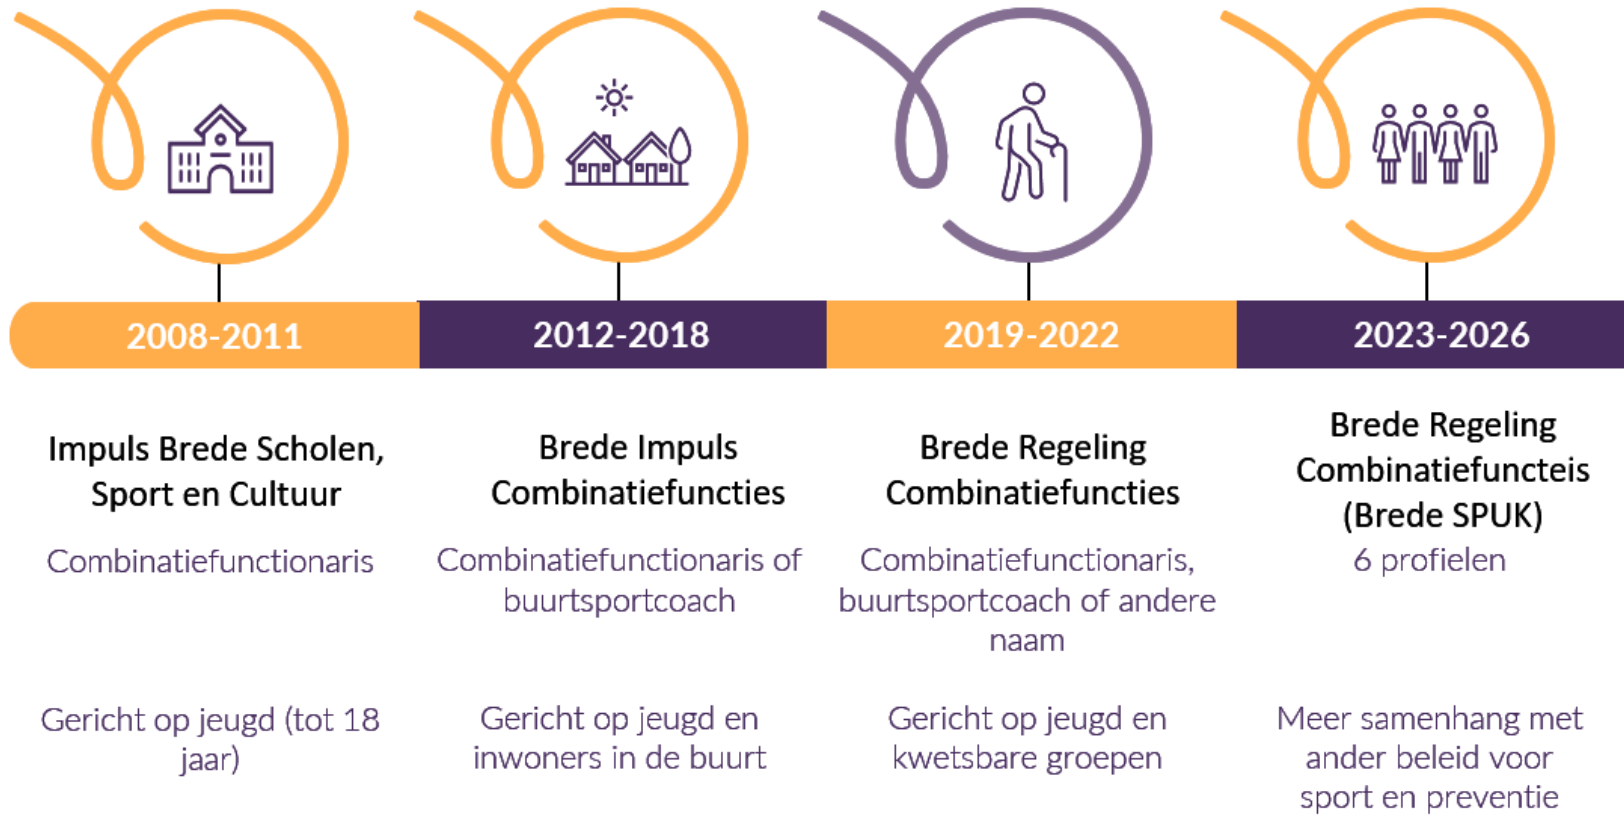 2008-2011
Impuls Brede Scholen,
Sport en Cultuur
Combinatiefunctionaris
Gericht op jeugd (tot 18
jaar)
2012-2018
Brede Impuls
Combinatiefuncties
Combinatiefunctionaris of
buurtsportcoach
Gericht op jeugd en
inwoners in de buurt
2019-2022
Brede Regeling
Combinatiefuncties
Combinatiefunctionaris,
buurtsportcoach of andere
naam
Gericht op jeugd en
kwetsbare groepen
2023-2026
Brede Regeling
Combinatiefuncteis
(Brede SPUK)
6 profielen
Meer samenhang met
ander beleid voor
sport en preventie